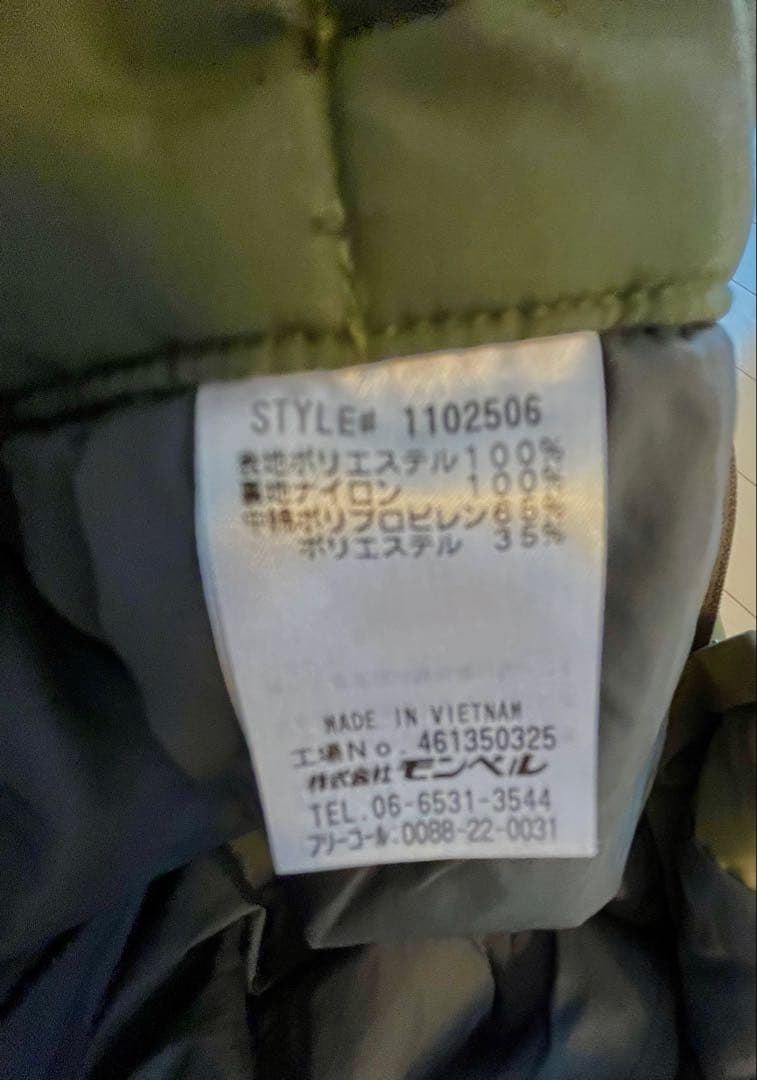 STYLE# 1102506
表地ポリエステル100%
裏地ナイロン 100%
中綿ポリプロピレン65%
ポリエステル 35%
MADE IN VIETNAM
工場No.461350325
株式会社モンベル
TEL.06-6531-3544
フリーコール:0088-22-0031